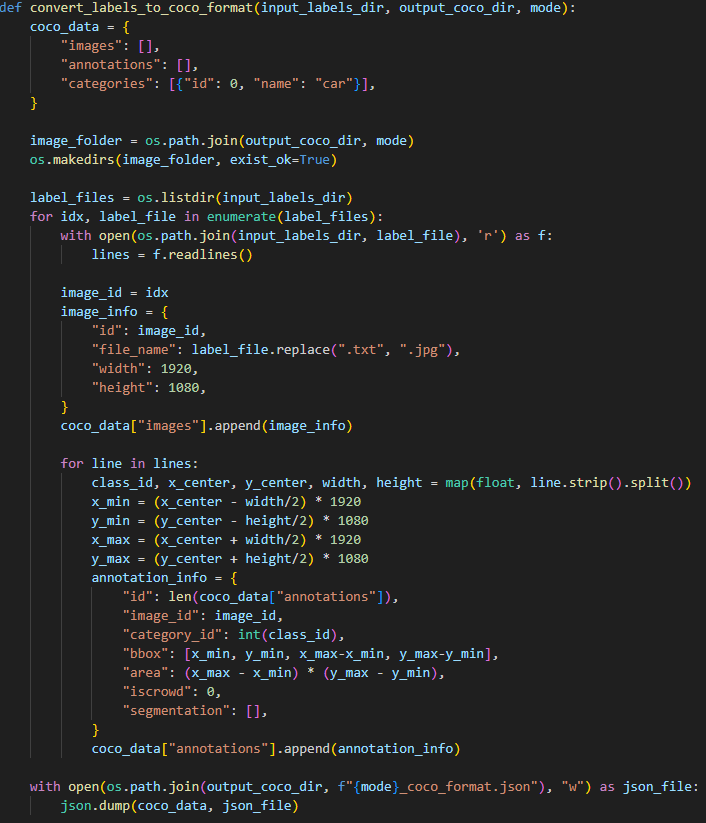 def convert_labels_to_coco_format(input_labels_dir, output_coco_dir, mode):
    coco_data = {
        "images": [],
        "annotations": [],
        "categories": [{"id": 0, "name": "car"}],
    }

    image_folder = os.path.join(output_coco_dir, mode)
    os.makedirs(image_folder, exist_ok=True)

    label_files = os.listdir(input_labels_dir)
    for idx, label_file in enumerate(label_files):
        with open(os.path.join(input_labels_dir, label_file), 'r') as f:
            lines = f.readlines()

        image_id = idx
        image_info = {
            "id": image_id,
            "file_name": label_file.replace(".txt", ".jpg"),
            "width": 1920,
            "height": 1080,
        }
        coco_data["images"].append(image_info)

        for line in lines:
            class_id, x_center, y_center, width, height = map(float, line.strip().split())
            x_min = (x_center - width/2) * 1920
            y_min = (y_center - height/2) * 1080
            x_max = (x_center + width/2) * 1920
            y_max = (y_center + height/2) * 1080
            annotation_info = {
                "id": len(coco_data["annotations"]),
                "image_id": image_id,
                "category_id": int(class_id),
                "bbox": [x_min, y_min, x_max-x_min, y_max-y_min],
                "area": (x_max - x_min) * (y_max - y_min),
                "iscrowd": 0,
                "segmentation": [],
            }
            coco_data["annotations"].append(annotation_info)

    with open(os.path.join(output_coco_dir, f"{mode}_coco_format.json"), "w") as json_file:
        json.dump(coco_data, json_file)